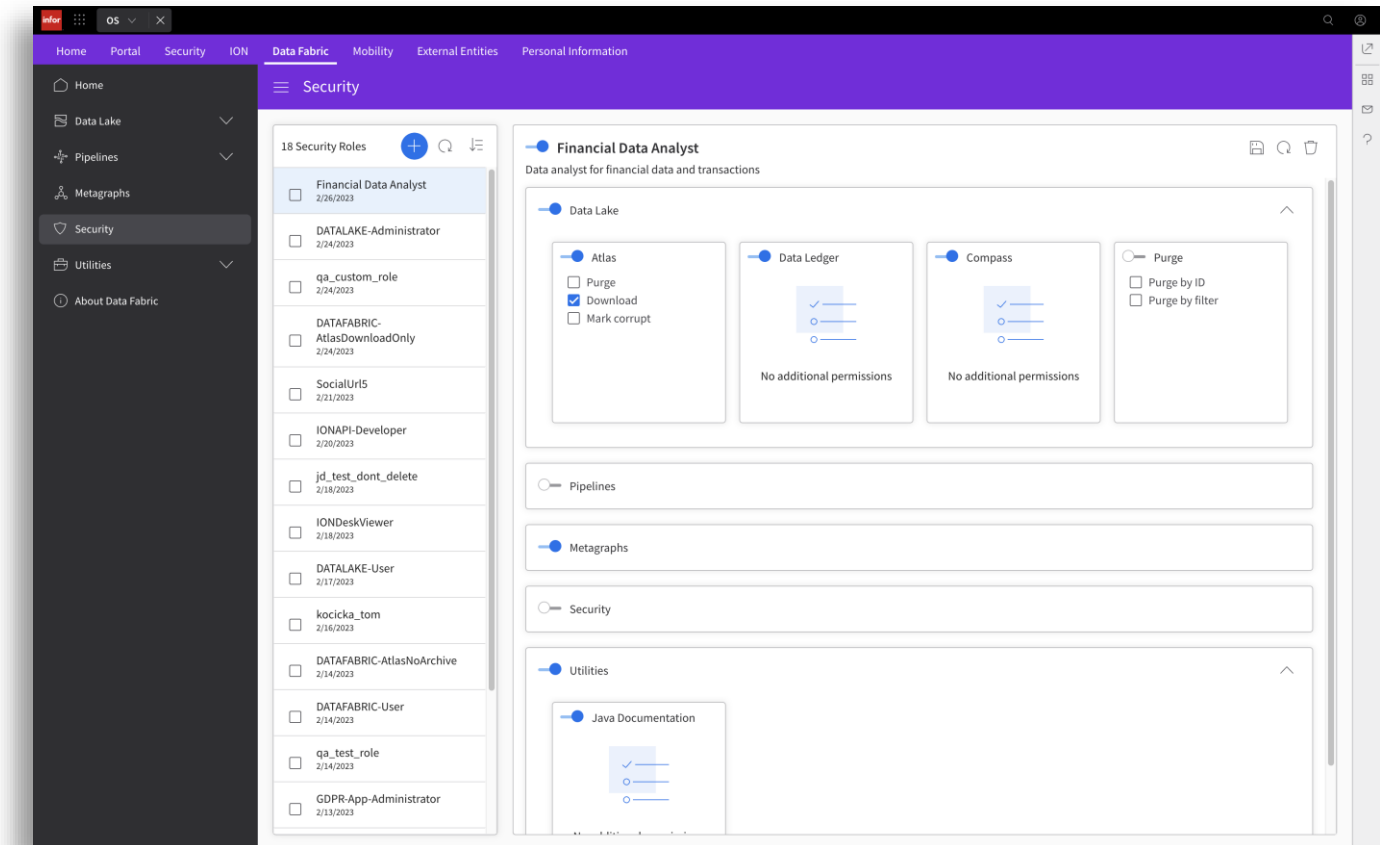 infor
OS
Home Portal Security ION Data Fabric Mobility External Entities Personal Information
Security
Home
Data Lake
Pipelines
Metagraphs
Security
Utilities
About Data Fabric
18 Security Roles
Financial Data Analyst
2/26/2023
DATALAKE-Administrator
2/24/2023
qa_custom_role
2/24/2023
DATAFABRIC-
AtlasDownloadOnly
2/24/2023
SocialUrl5
2/21/2023
IONAPI-Developer
2/20/2023
jd_test_dont_delete
2/18/2023
IONDeskViewer
2/18/2023
DATALAKE-User
2/17/2023
kocicka_tom
2/16/2023
DATAFABRIC-AtlasNoArchive
2/14/2023
DATAFABRIC-User
2/14/2023
qa_test_role
2/14/2023
GDPR-App-Administrator
2/13/2023
Financial Data Analyst
Data analyst for financial data and transactions
Data Lake
Atlas
Purge
Download
Mark corrupt
Data Ledger
No additional permissions
Compass
No additional permissions
Purge
Purge by ID
Purge by filter
Pipelines
Metagraphs
Security
Utilities
Java Documentation